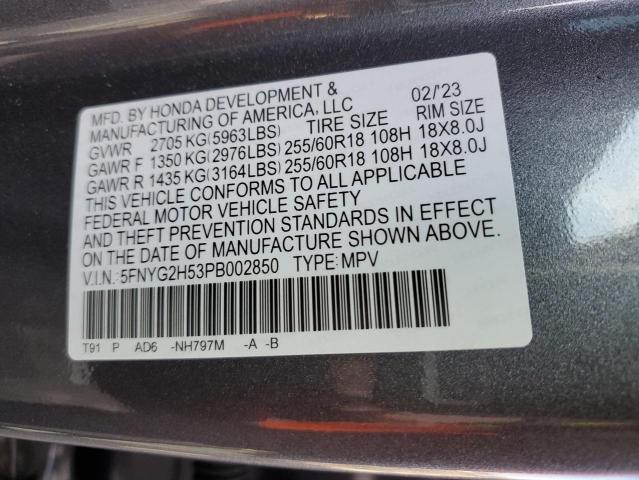 MFD. BY HONDA DEVELOPMENT & 02/'23
MANUFACTURING OF AMERICA, LLC
GVWR 2705 KG(5963LBS) TIRE SIZE RIM SIZE
GAWR F 1350 KG(2976LBS) 255/60R18 108H 18X8.0J
GAWR R 1435 KG(3164LBS) 255/60R18 108H 18X8.0J
THIS VEHICLE CONFORMS TO ALL APPLICABLE
FEDERAL MOTOR VEHICLE SAFETY
AND THEFT PREVENTION STANDARDS IN EFFECT
ON THE DATE OF MANUFACTURE SHOWN ABOVE.
V.I.N.:5FNYG2H53PB002850 TYPE:MPV
T91 P AD6 -NH797M -A -B